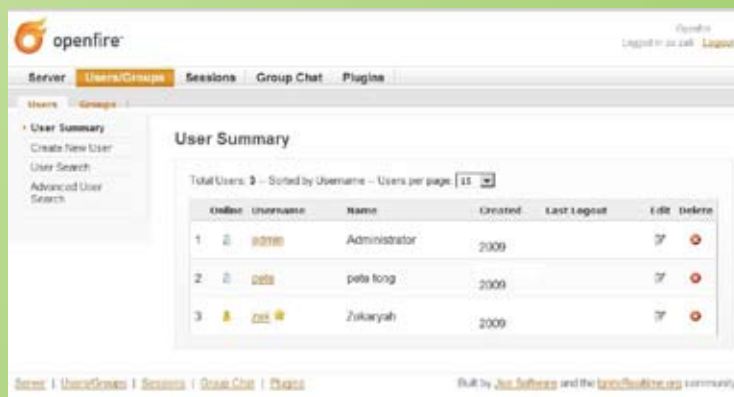 openfire
Openfire
Logged in as zak Logout
Server Users/Groups Sessions Group Chat Plugins
Users Groups
User Summary
Create New User
User Search
Advanced User
Search
User Summary
Total Users: 3 -- Sorted by Username -- Users per page: 15
Online Username Name Created Last Logout Edit Delete
1 admin Administrator 2009
2 pete pete tong 2009
3 zak Zakaryah 2009
Server | Users/Groups | Sessions | Group Chat | Plugins
Built by Jive Software and the IgniteRealtime.org community